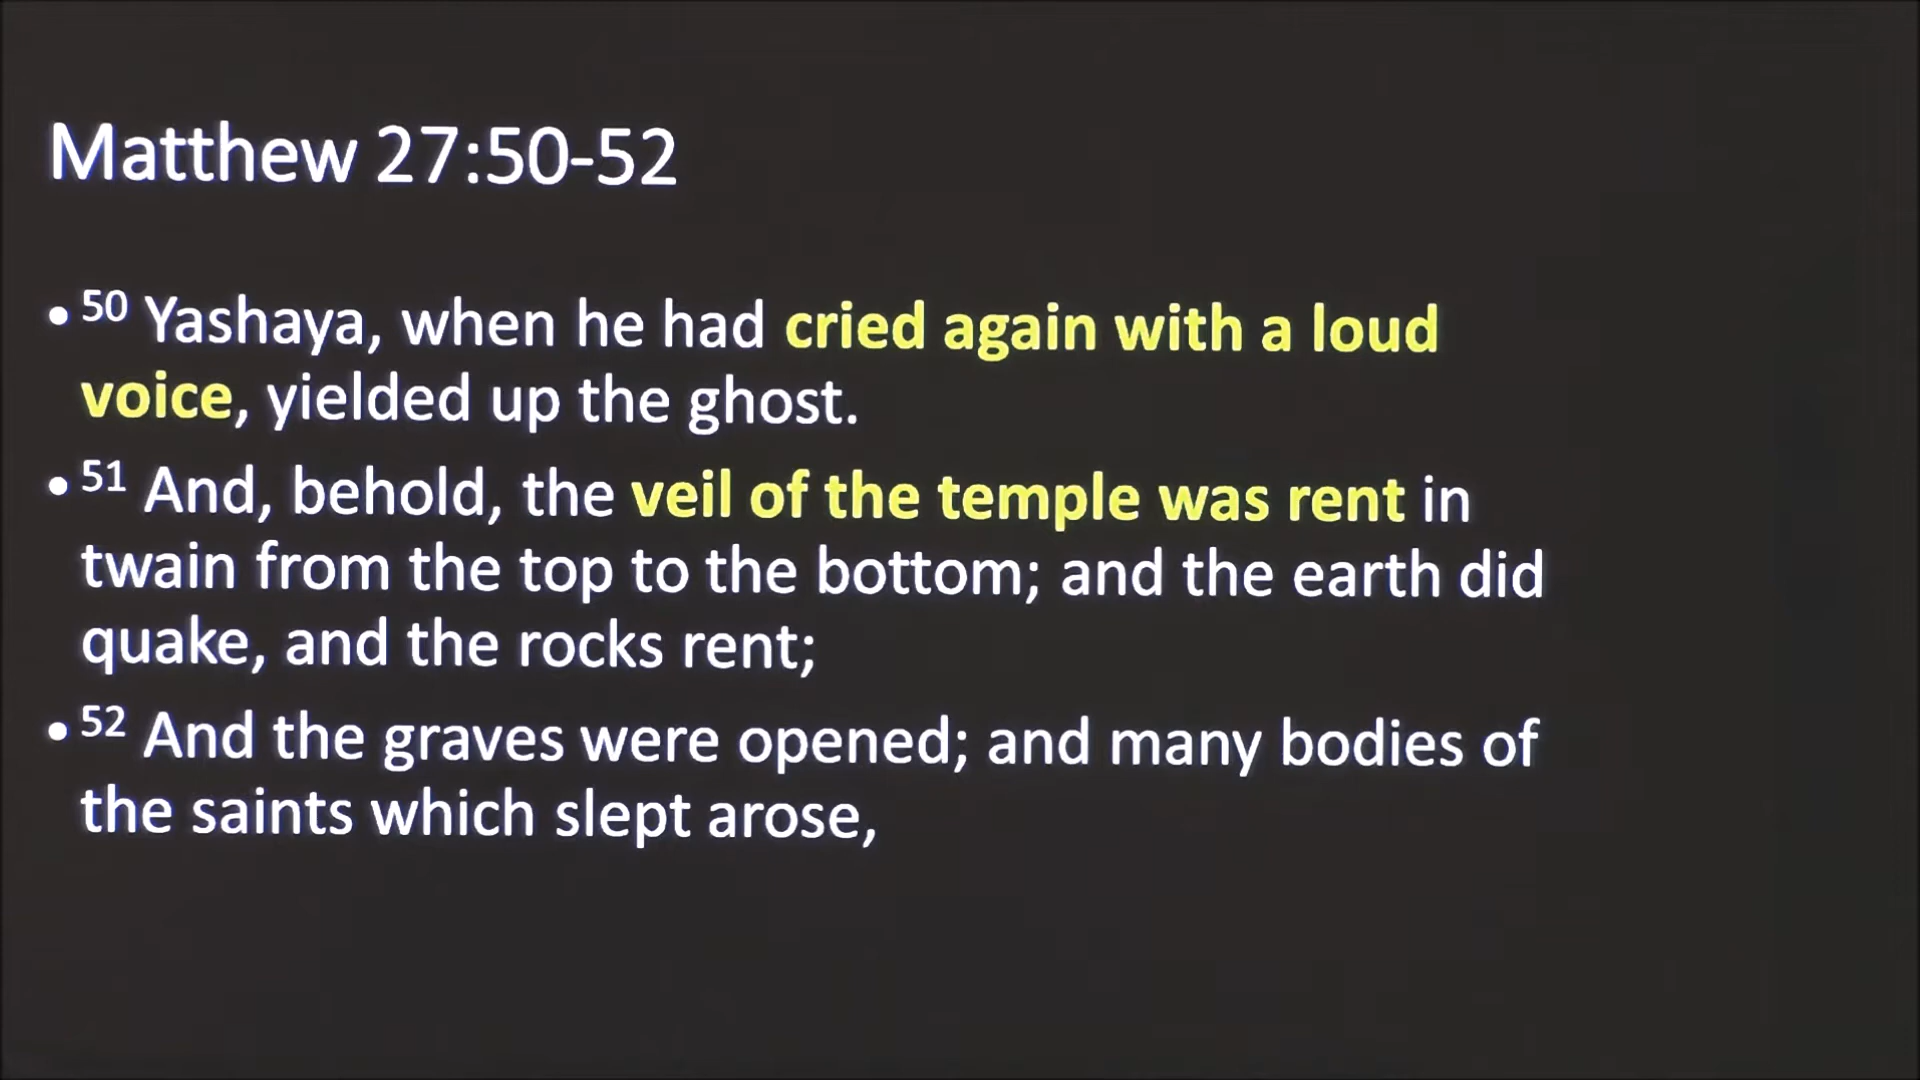 Matthew 27:50-52
• 50 Yashaya, when he had cried again with a loud
voice, yielded up the ghost.
• 51 And, behold, the veil of the temple was rent in
twain from the top to the bottom; and the earth did
quake, and the rocks rent;
• 52 And the graves were opened; and many bodies of
the saints which slept arose,